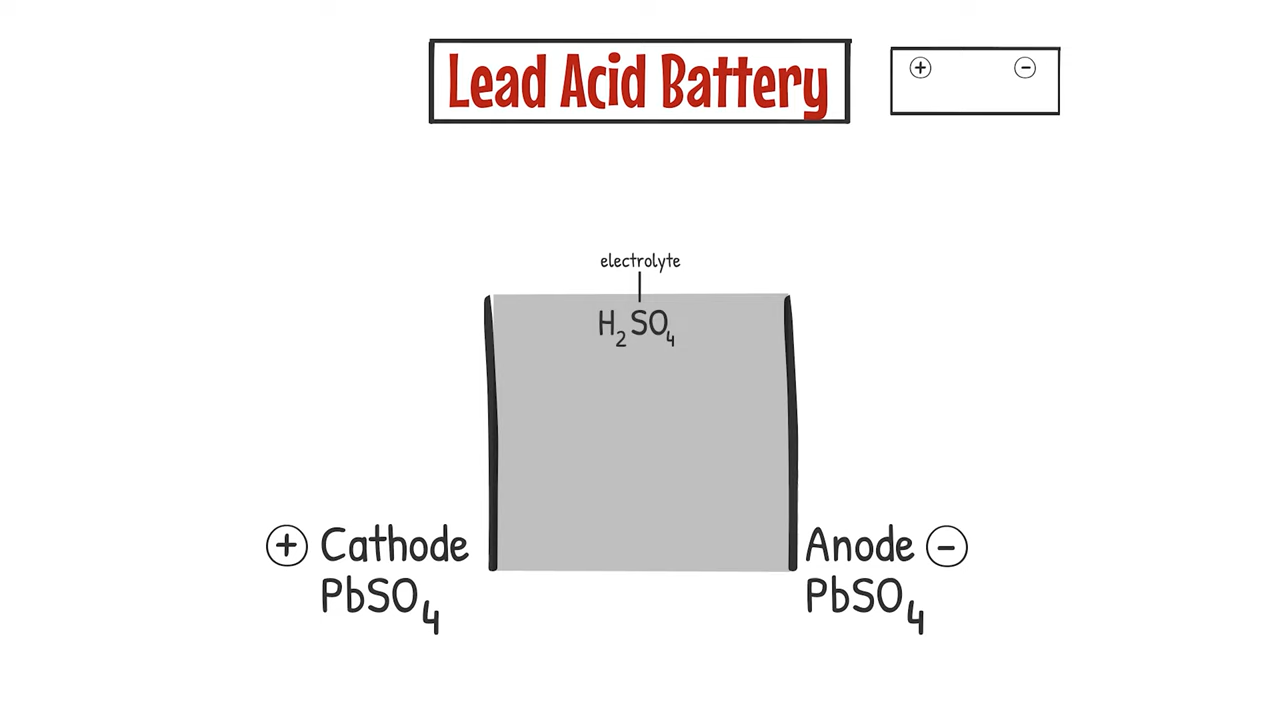 Lead Acid Battery
+ −
electrolyte
H₂SO₄
+ Cathode
PbSO₄
Anode −
PbSO₄